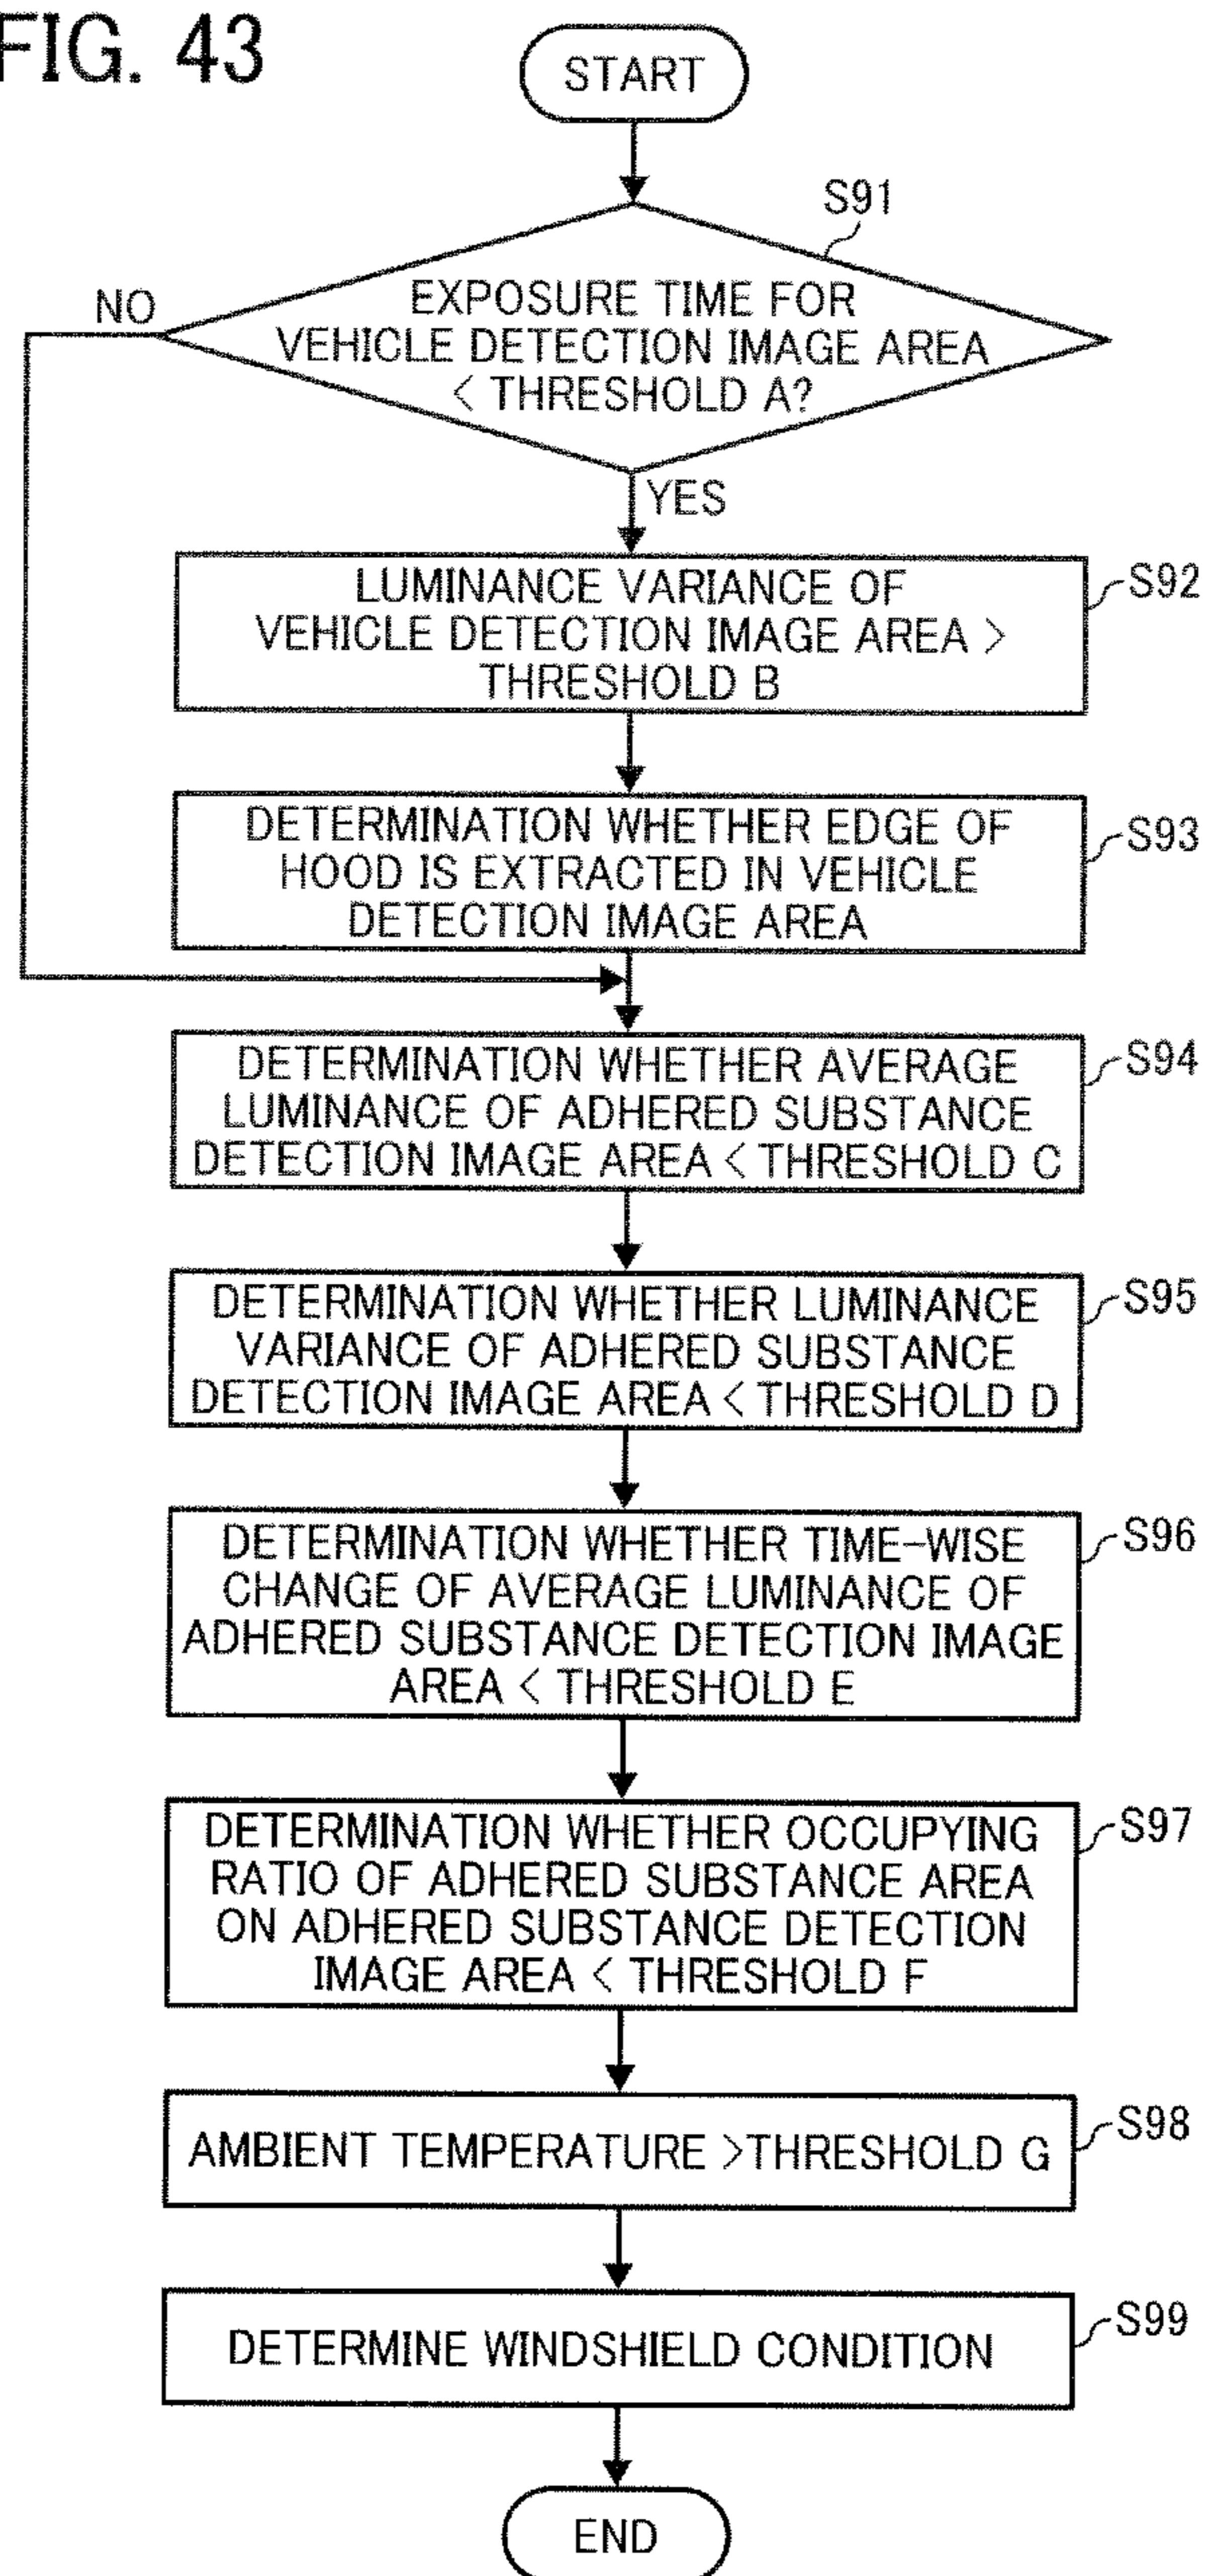 FIG. 43
START
S91
EXPOSURE TIME FOR
VEHICLE DETECTION IMAGE AREA
< THRESHOLD A?
NO
YES
LUMINANCE VARIANCE OF
VEHICLE DETECTION IMAGE AREA >
THRESHOLD B
S92
DETERMINATION WHETHER EDGE OF
HOOD IS EXTRACTED IN VEHICLE
DETECTION IMAGE AREA
S93
DETERMINATION WHETHER AVERAGE
LUMINANCE OF ADHERED SUBSTANCE
DETECTION IMAGE AREA < THRESHOLD C
S94
DETERMINATION WHETHER LUMINANCE
VARIANCE OF ADHERED SUBSTANCE
DETECTION IMAGE AREA < THRESHOLD D
S95
DETERMINATION WHETHER TIME-WISE
CHANGE OF AVERAGE LUMINANCE OF
ADHERED SUBSTANCE DETECTION IMAGE
AREA < THRESHOLD E
S96
DETERMINATION WHETHER OCCUPYING
RATIO OF ADHERED SUBSTANCE AREA
ON ADHERED SUBSTANCE DETECTION
IMAGE AREA < THRESHOLD F
S97
AMBIENT TEMPERATURE >THRESHOLD G
S98
DETERMINE WINDSHIELD CONDITION
S99
END